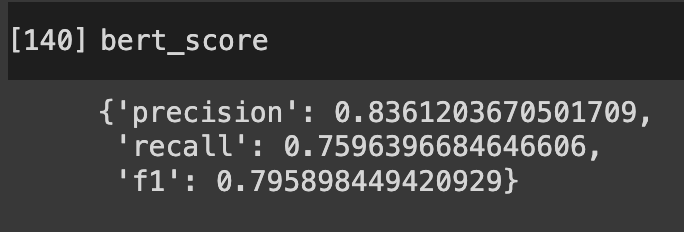 [140] bert_score
{'precision': 0.8361203670501709,
'recall': 0.7596396684646606,
'f1': 0.795898449420929}